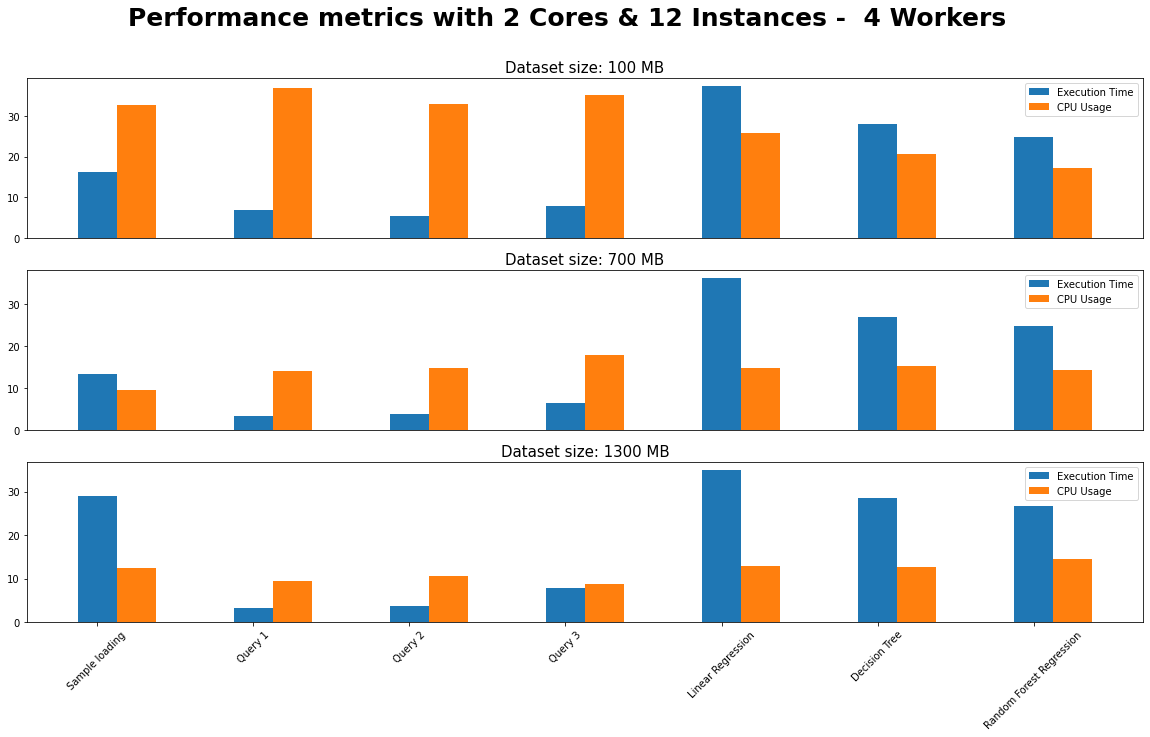 Performance metrics with 2 Cores & 12 Instances -  4 Workers
Dataset size: 100 MB
Execution Time
CPU Usage
30
20
10
0
Dataset size: 700 MB
Execution Time
CPU Usage
30
20
10
0
Dataset size: 1300 MB
Execution Time
CPU Usage
30
20
10
0
Sample loading
Query 1
Query 2
Query 3
Linear Regression
Decision Tree
Random Forest Regression